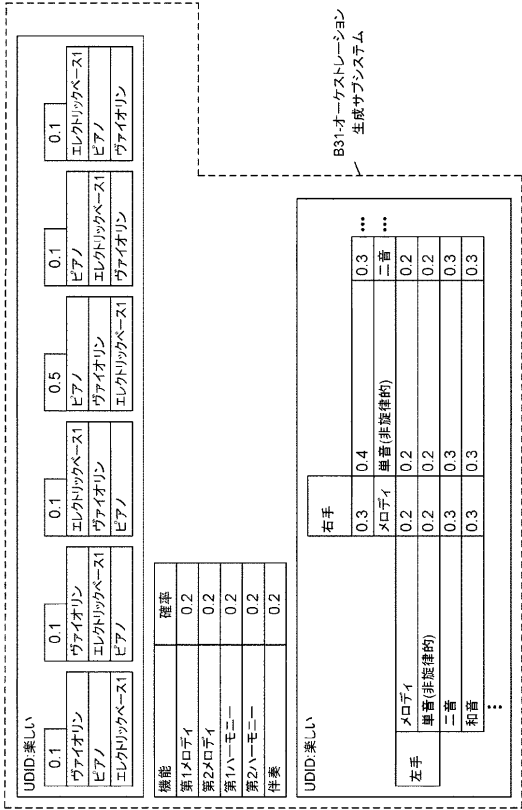 UDID:楽しい
0.1 0.1 0.1 0.5 0.1 0.1
ヴァイオリン ヴァイオリン エレクトリックベース1 ピアノ ピアノ エレクトリックベース1
ピアノ エレクトリックベース1 ヴァイオリン ヴァイオリン エレクトリックベース1 ピアノ
エレクトリックベース1 ピアノ ピアノ エレクトリックベース1 ヴァイオリン ヴァイオリン
機能 確率
第1メロディ 0.2
第2メロディ 0.2
第1ハーモニー 0.2
第2ハーモニー 0.2
伴奏 0.2
B31-オーケストレーション
生成サブシステム
UDID:楽しい
右手
0.3 0.4 0.3 •••
メロディ 単音(非旋律的) 二音 •••
左手 メロディ 0.2 0.2 0.2
単音(非旋律的) 0.2 0.2 0.2
二音 0.3 0.3 0.3
和音 0.3 0.3 0.3